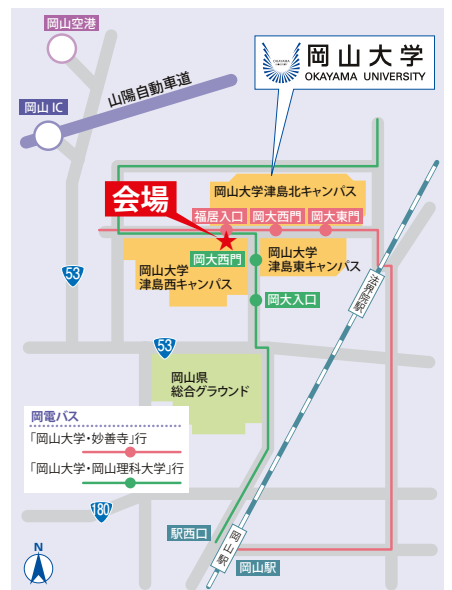 岡山空港
岡山大学
OKAYAMA UNIVERSITY
山陽自動車道
岡山IC
岡山大学津島北キャンパス
会場
福居入口
岡大西門
岡大東門
岡山大学
津島西キャンパス
岡大西門
岡山大学
津島東キャンパス
53
法界院駅
岡大入口
53
岡山県
総合グラウンド
岡電バス
「岡山大学・妙善寺」行
「岡山大学・岡山理科大学」行
180
駅西口
岡山駅
岡山駅
N